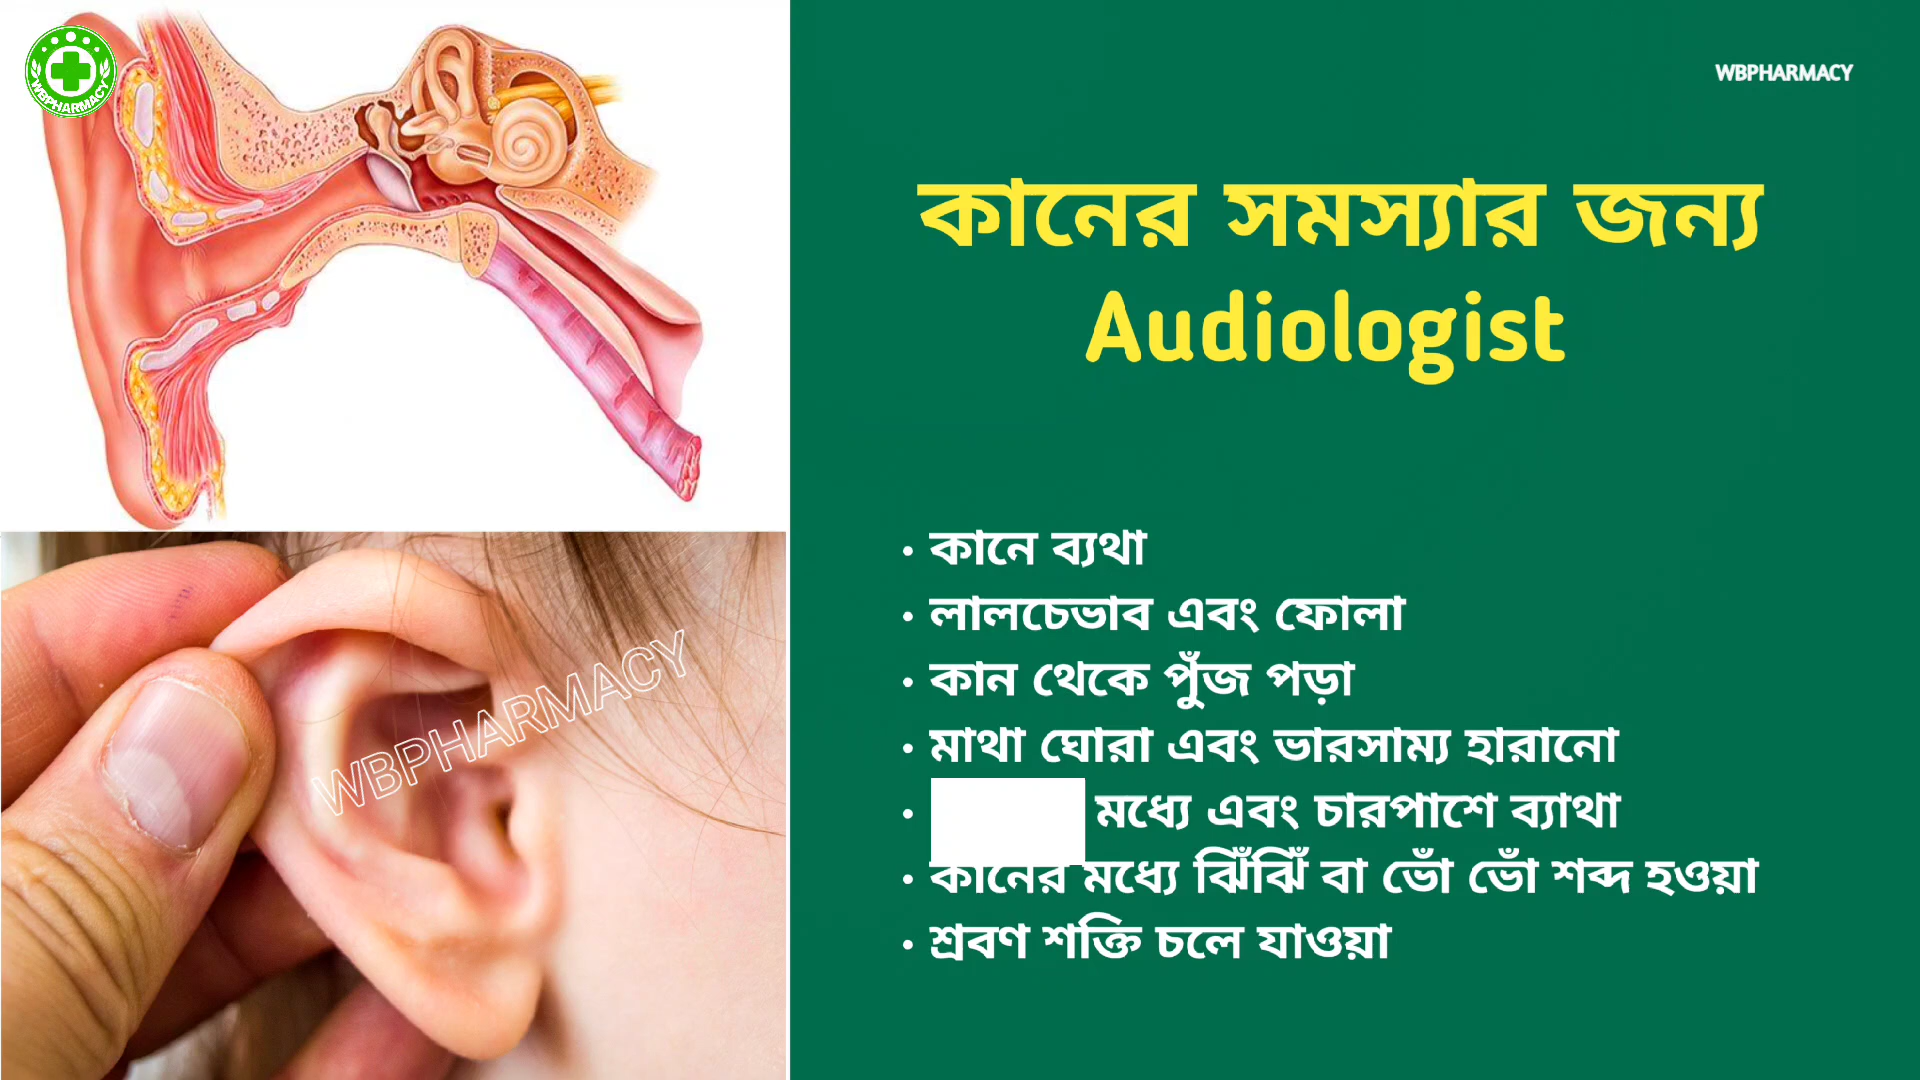 WBPHARMACY
WBPHARMACY
কানের সমস্যার জন্য
Audiologist
• কানে ব্যথা
• লালচেভাব এবং ফোলা
• কান থেকে পুঁজ পড়া
• মাথা ঘোরা এবং ভারসাম্য হারানো
• মধ্যে এবং চারপাশে ব্যাথা
• কানের মধ্যে ঝিঁঝিঁ বা ভোঁ ভোঁ শব্দ হওয়া
• শ্রবণ শক্তি চলে যাওয়া
WBPHARMACY